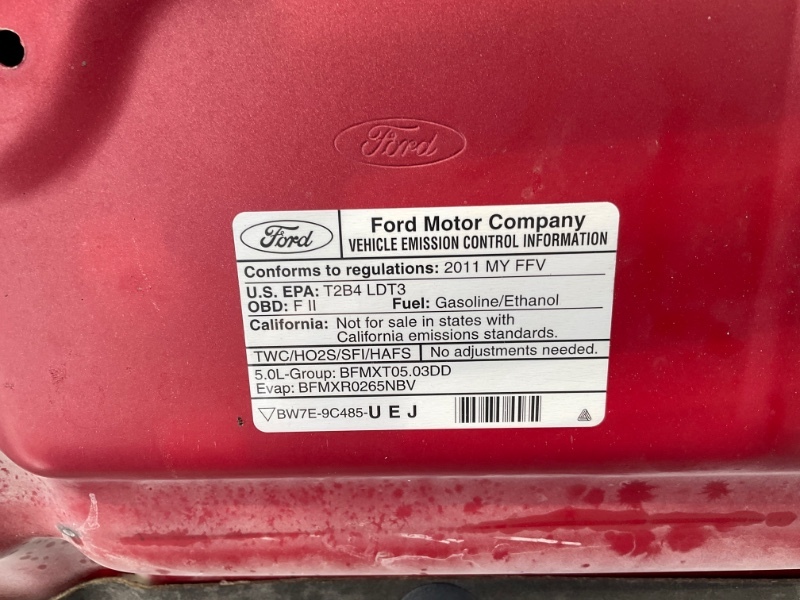 Ford
Ford
Ford Motor Company
VEHICLE EMISSION CONTROL INFORMATION
Conforms to regulations: 2011 MY FFV
U.S. EPA: T2B4 LDT3
OBD: F II Fuel: Gasoline/Ethanol
California: Not for sale in states with
California emissions standards.
TWC/HO2S/SFI/HAFS No adjustments needed.
5.0L-Group: BFMXT05.03DD
Evap: BFMXR0265NBV
BW7E-9C485-U E J